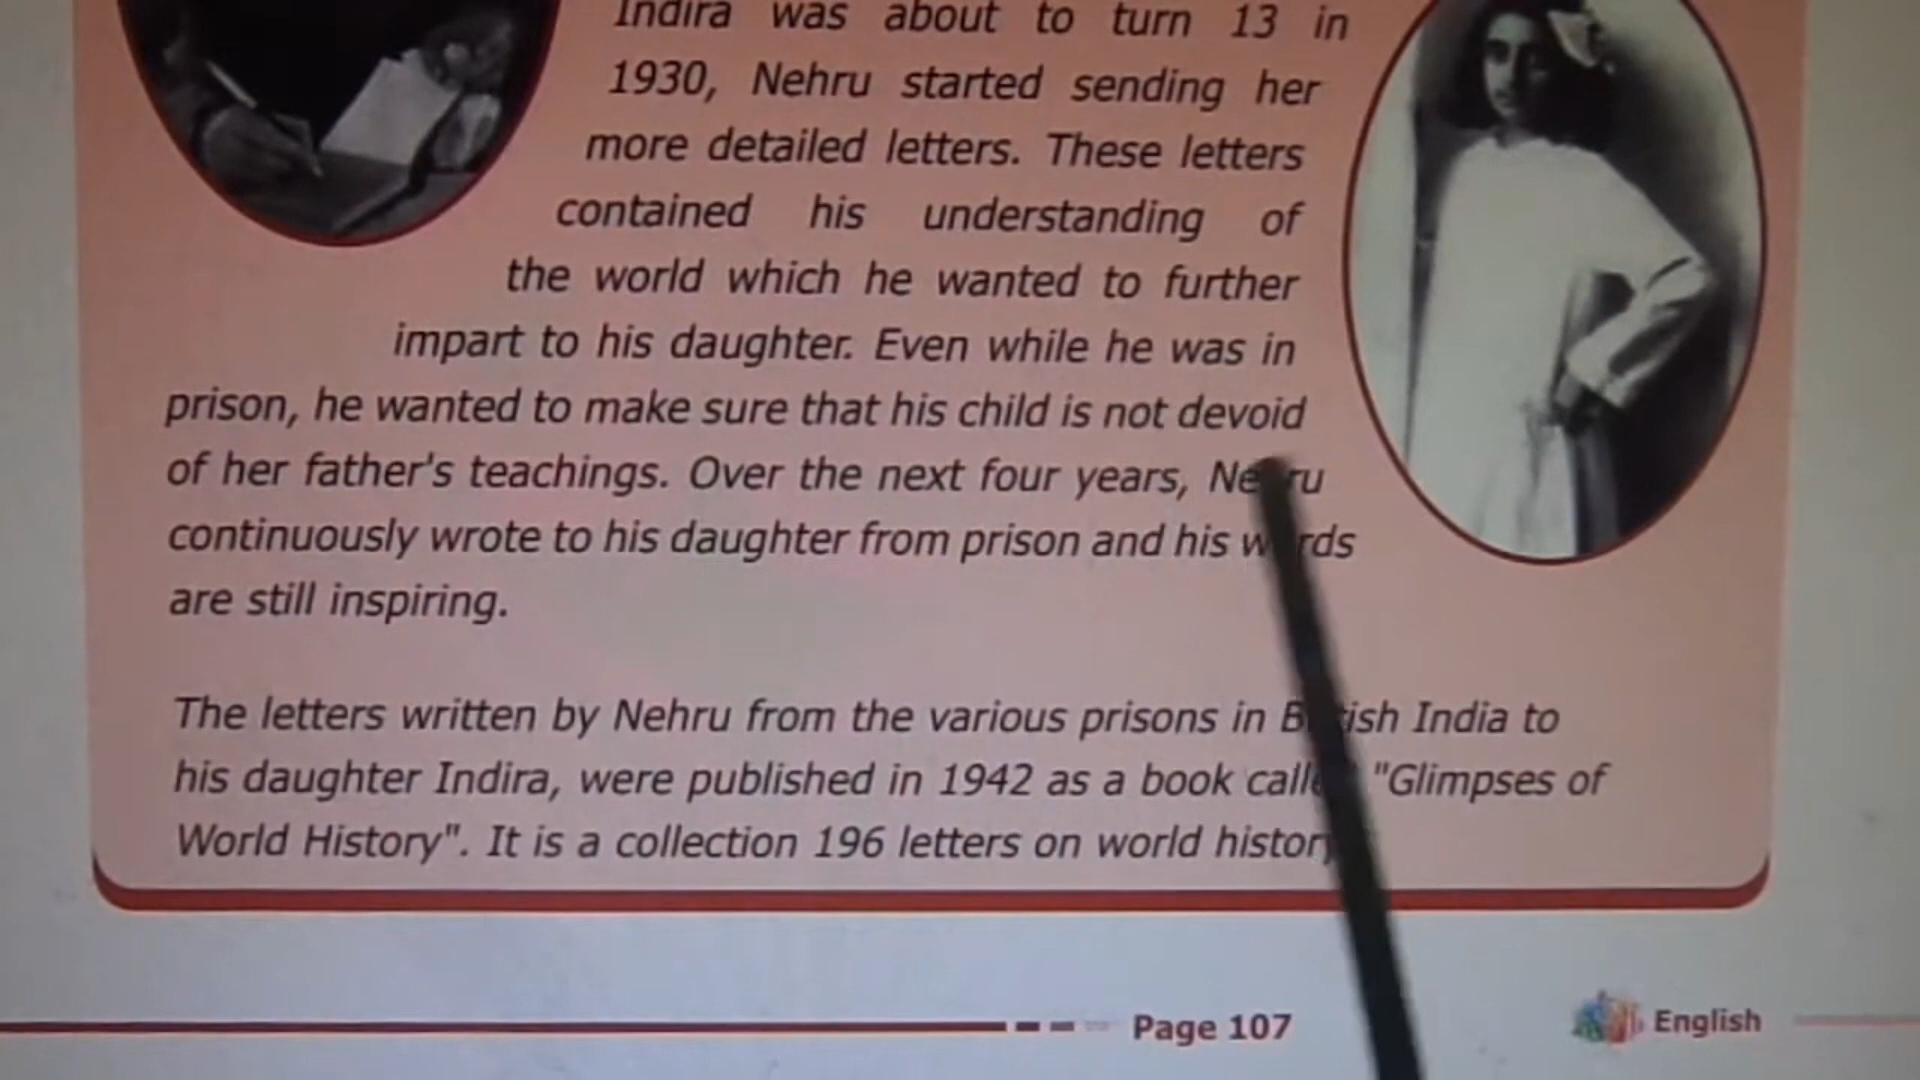 Indira was about to turn 13 in
1930, Nehru started sending her
more detailed letters. These letters
contained his understanding of
the world which he wanted to further
impart to his daughter. Even while he was in
prison, he wanted to make sure that his child is not devoid
of her father's teachings. Over the next four years, Nehru
continuously wrote to his daughter from prison and his words
are still inspiring.
The letters written by Nehru from the various prisons in British India to
his daughter Indira, were published in 1942 as a book called "Glimpses of
World History". It is a collection 196 letters on world history
Page 107
English